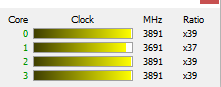 Core Clock MHz Ratio
0 3891 x39
1 3691 x37
2 3891 x39
3 3891 x39